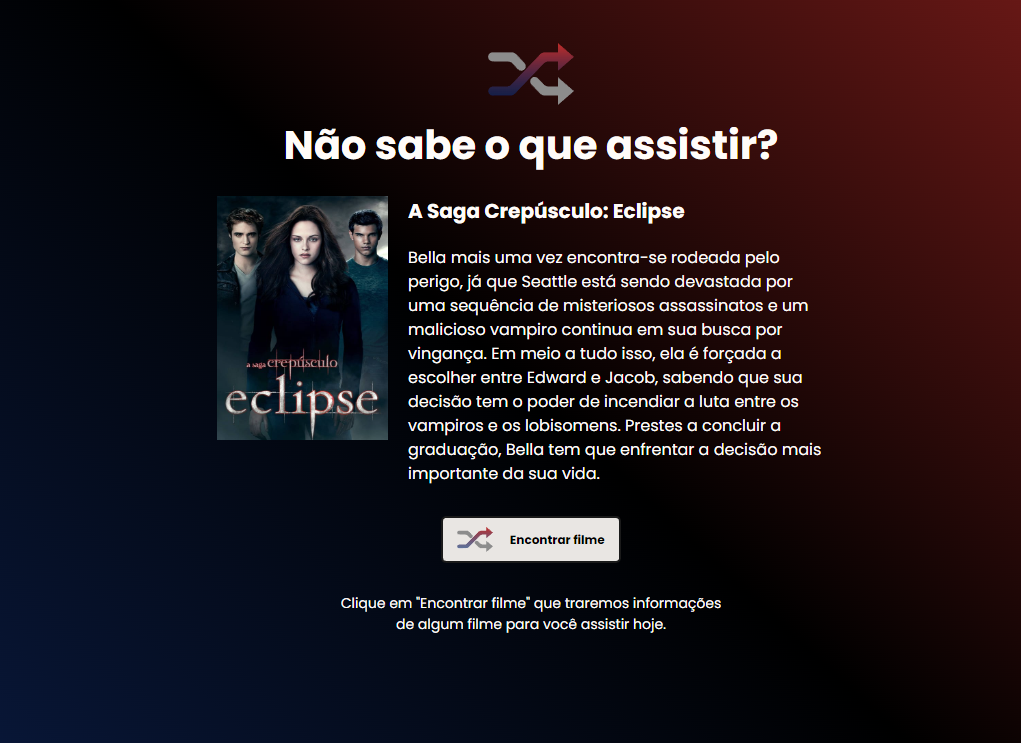 Não sabe o que assistir?
a saga crepúsculo
eclipse
A Saga Crepúsculo: Eclipse
Bella mais uma vez encontra-se rodeada pelo
perigo, já que Seattle está sendo devastada por
uma sequência de misteriosos assassinatos e um
malicioso vampiro continua em sua busca por
vingança. Em meio a tudo isso, ela é forçada a
escolher entre Edward e Jacob, sabendo que sua
decisão tem o poder de incendiar a luta entre os
vampiros e os lobisomens. Prestes a concluir a
graduação, Bella tem que enfrentar a decisão mais
importante da sua vida.
Encontrar filme
Clique em "Encontrar filme" que traremos informações
de algum filme para você assistir hoje.